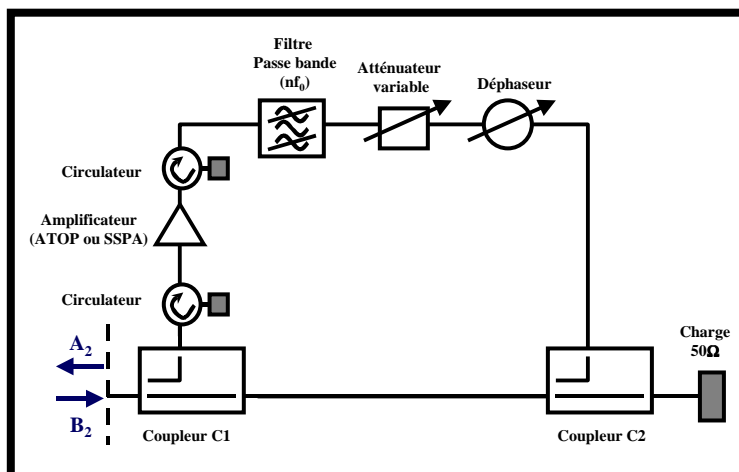 Filtre
Passe bande
(nf₀)
Atténuateur
variable
Déphaseur
Circulateur
Amplificateur
(ATOP ou SSPA)
Circulateur
A₂
B₂
Coupleur C1
Coupleur C2
Charge
50Ω